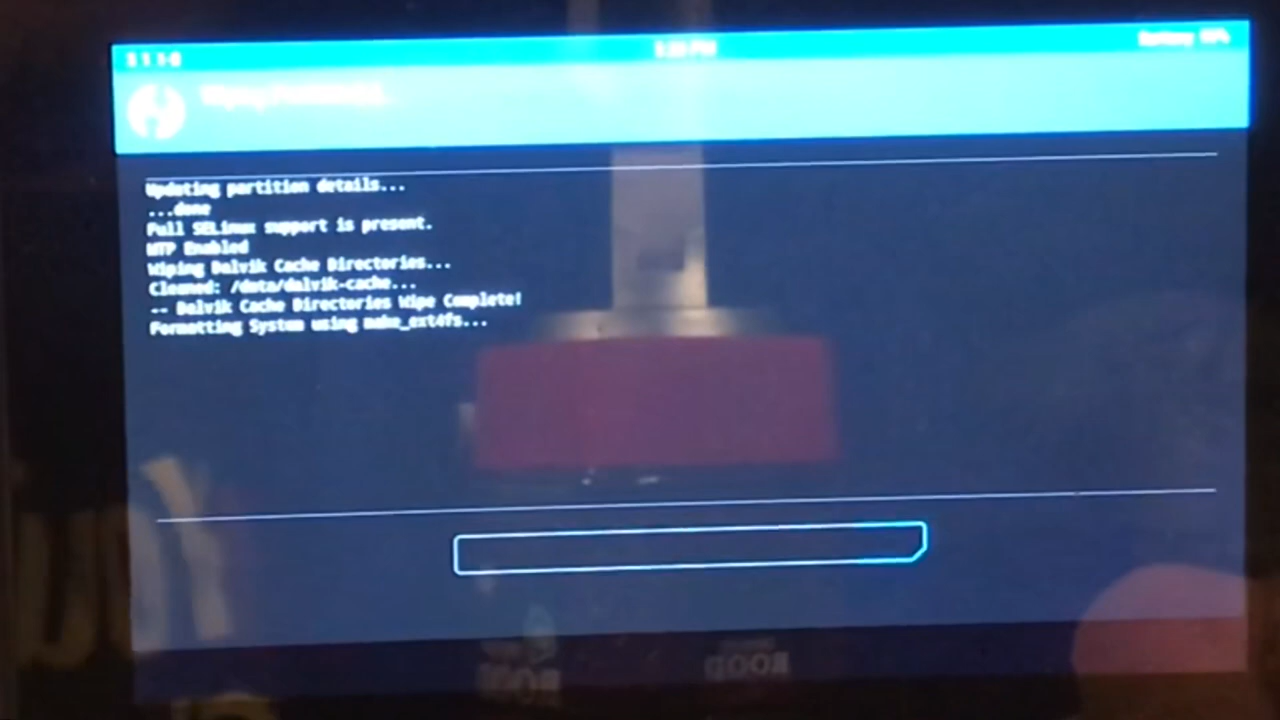 Updating partition details...
...done
Full SELinux support is present.
MTP Enabled
Wiping Dalvik Cache Directories...
Cleaned: /data/dalvik-cache...
-- Dalvik Cache Directories Wipe Complete!
Formatting System using make_ext4fs...